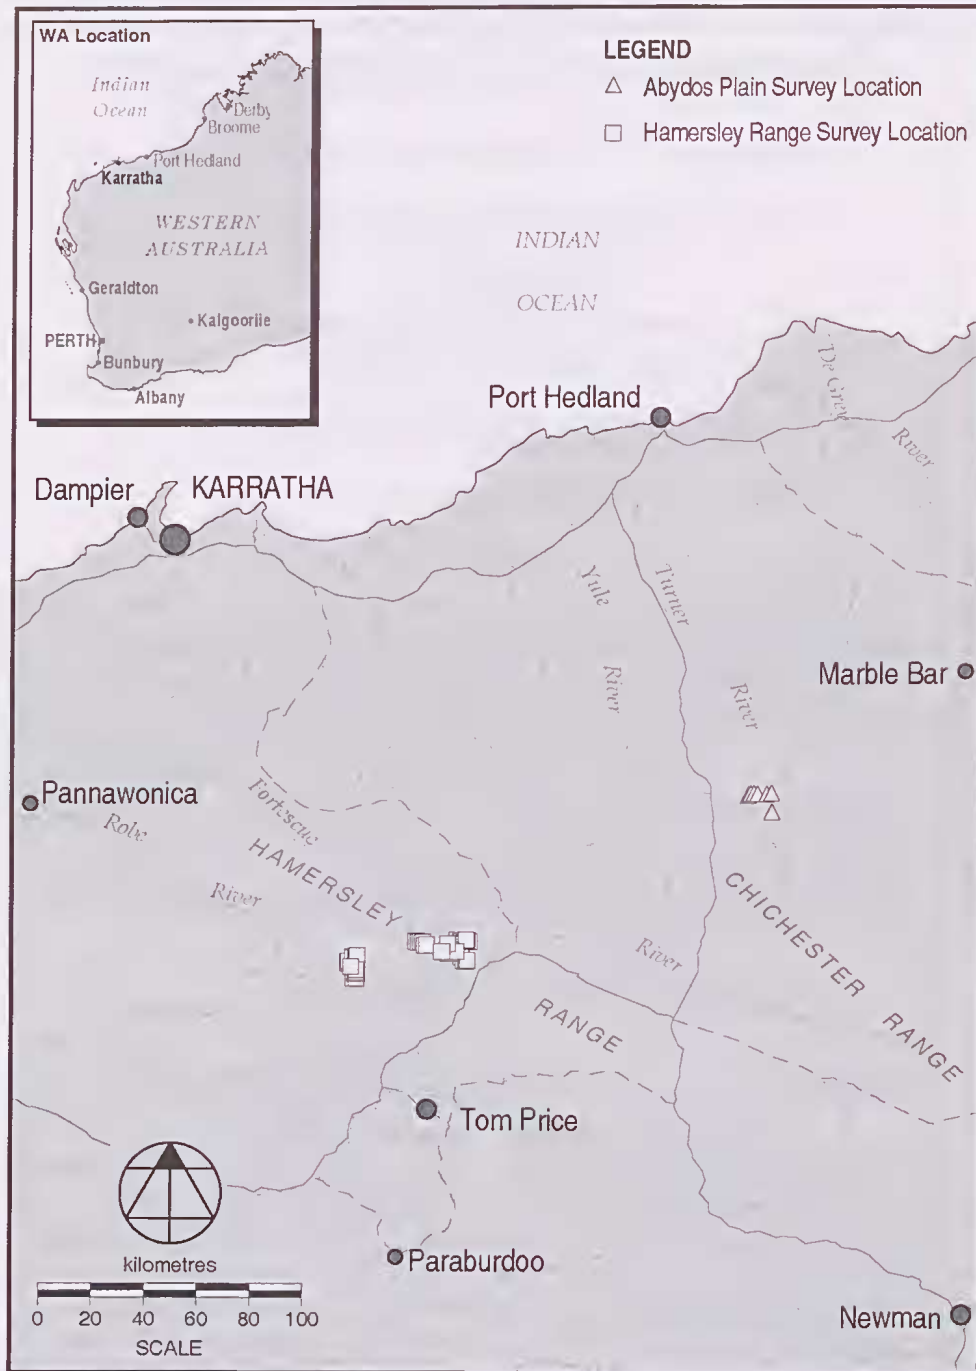 WA Location
Indian
Ocean
Derby
Broome
Port Hedland
Karratha
WESTERN
AUSTRALIA
Geraldton
Kalgoorlie
PERTH
Bunbury
Albany
LEGEND
Abydos Plain Survey Location
Hamersley Range Survey Location
INDIAN
OCEAN
Port Hedland
De Grey
River
Dampier
KARRATHA
Yule
River
Turner
River
Marble Bar
Pannawonica
Robe
River
Fortescue
River
HAMERSLEY
RANGE
CHICHESTER
RANGE
Tom Price
Paraburdoo
Newman
kilometres
0 20 40 60 80 100
SCALE